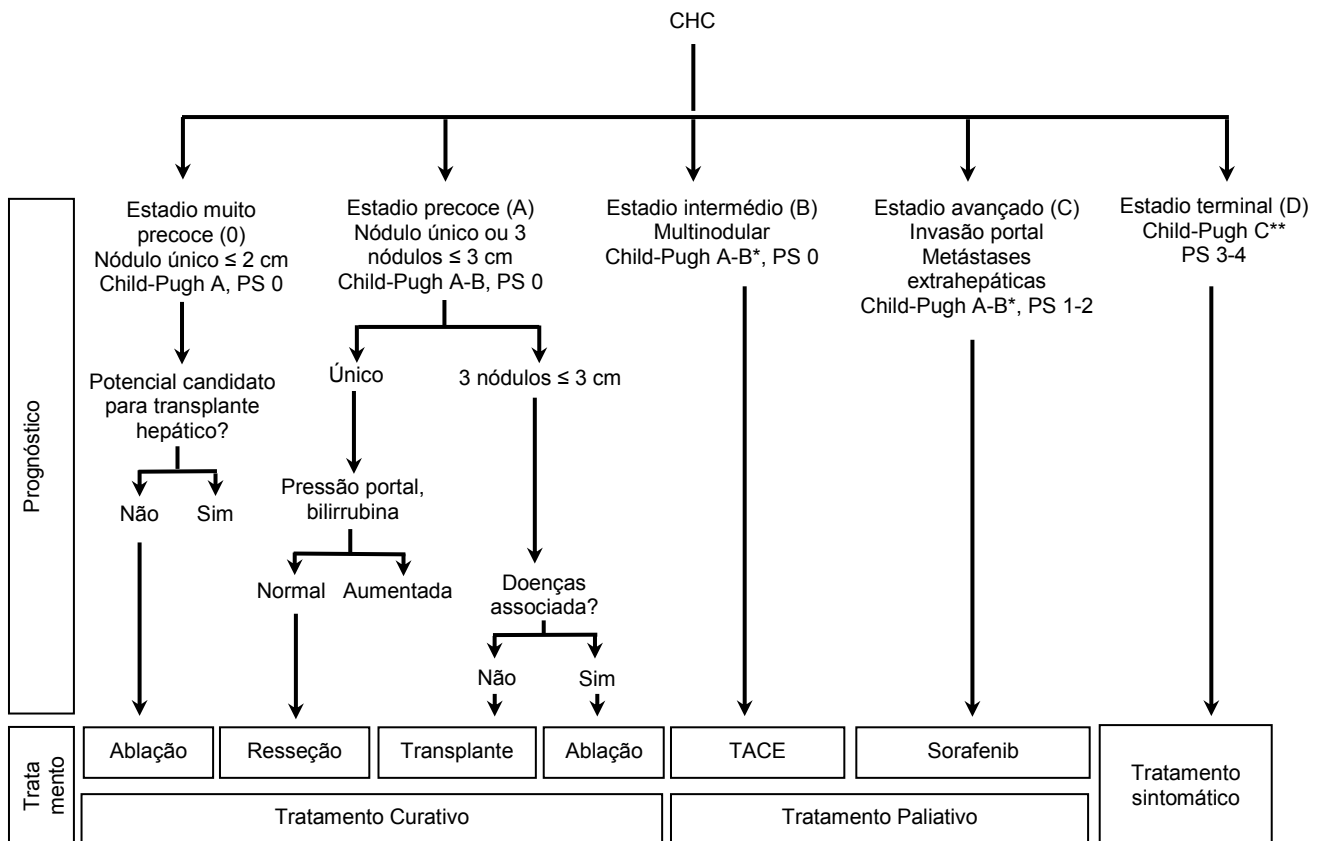 CHC
Estadio muito
precoce (0)
Nódulo único ≤ 2 cm
Child-Pugh A, PS 0
Estadio precoce (A)
Nódulo único ou 3
nódulos ≤ 3 cm
Child-Pugh A-B, PS 0
Estadio intermédio (B)
Multinodular
Child-Pugh A-B*, PS 0
Estadio avançado (C)
Invasão portal
Metástases
extrahepáticas
Child-Pugh A-B*, PS 1-2
Estadio terminal (D)
Child-Pugh C**
PS 3-4
Prognóstico
Potencial candidato
para transplante
hepático?
Único
3 nódulos ≤ 3 cm
Não
Sim
Pressão portal,
bilirrubina
Normal
Aumentada
Doenças
associada?
Não
Sim
Trata
mento
Ablação
Resseção
Transplante
Ablação
TACE
Sorafenib
Tratamento
sintomático
Tratamento Curativo
Tratamento Paliativo